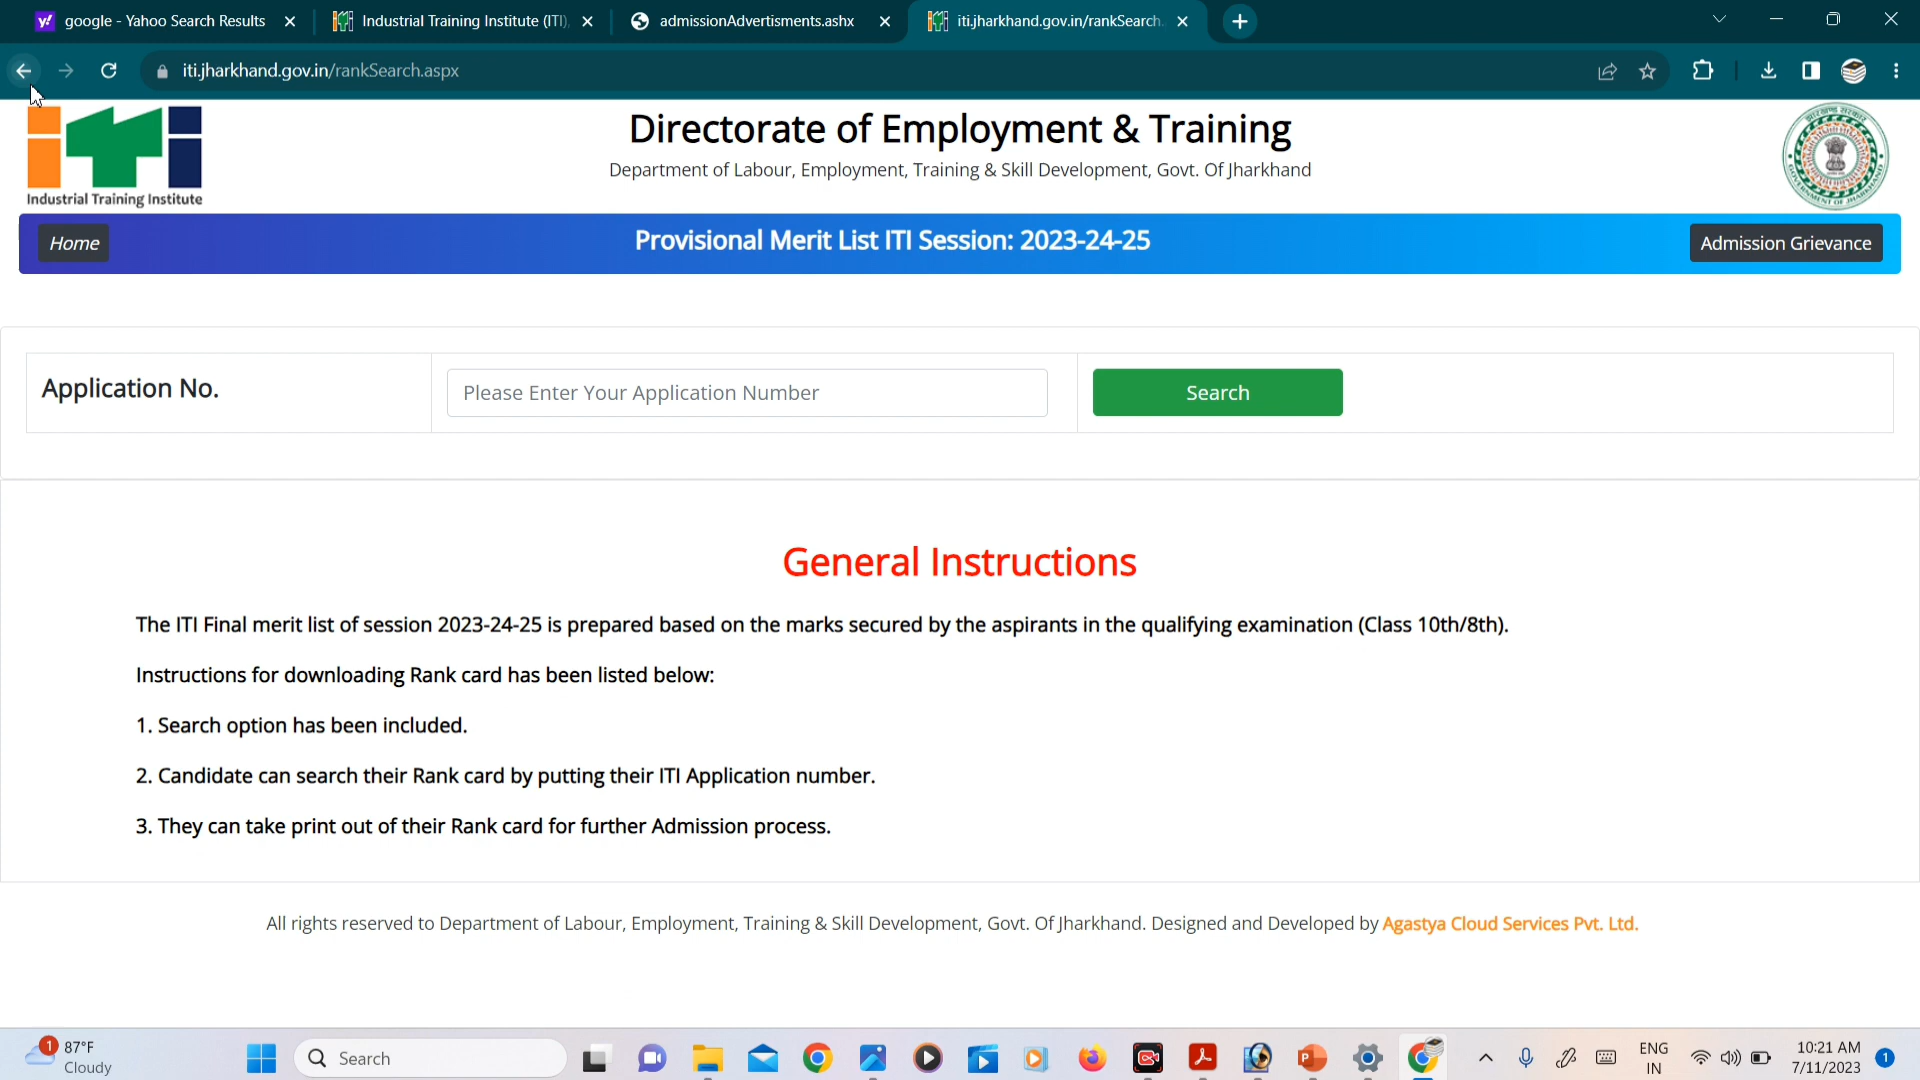 google - Yahoo Search Results
Industrial Training Institute (ITI),
admissionAdvertisments.ashx
iti.jharkhand.gov.in/rankSearch.
iti.jharkhand.gov.in/rankSearch.aspx
Industrial Training Institute
Directorate of Employment & Training
Department of Labour, Employment, Training & Skill Development, Govt. Of Jharkhand
Home
Provisional Merit List ITI Session: 2023-24-25
Admission Grievance
Application No.
Please Enter Your Application Number
Search
General Instructions
The ITI Final merit list of session 2023-24-25 is prepared based on the marks secured by the aspirants in the qualifying examination (Class 10th/8th).
Instructions for downloading Rank card has been listed below:
1. Search option has been included.
2. Candidate can search their Rank card by putting their ITI Application number.
3. They can take print out of their Rank card for further Admission process.
All rights reserved to Department of Labour, Employment, Training & Skill Development, Govt. Of Jharkhand. Designed and Developed by Agastya Cloud Services Pvt. Ltd.
1
87°F
Cloudy
Search
ENG
IN
10:21 AM
7/11/2023
1